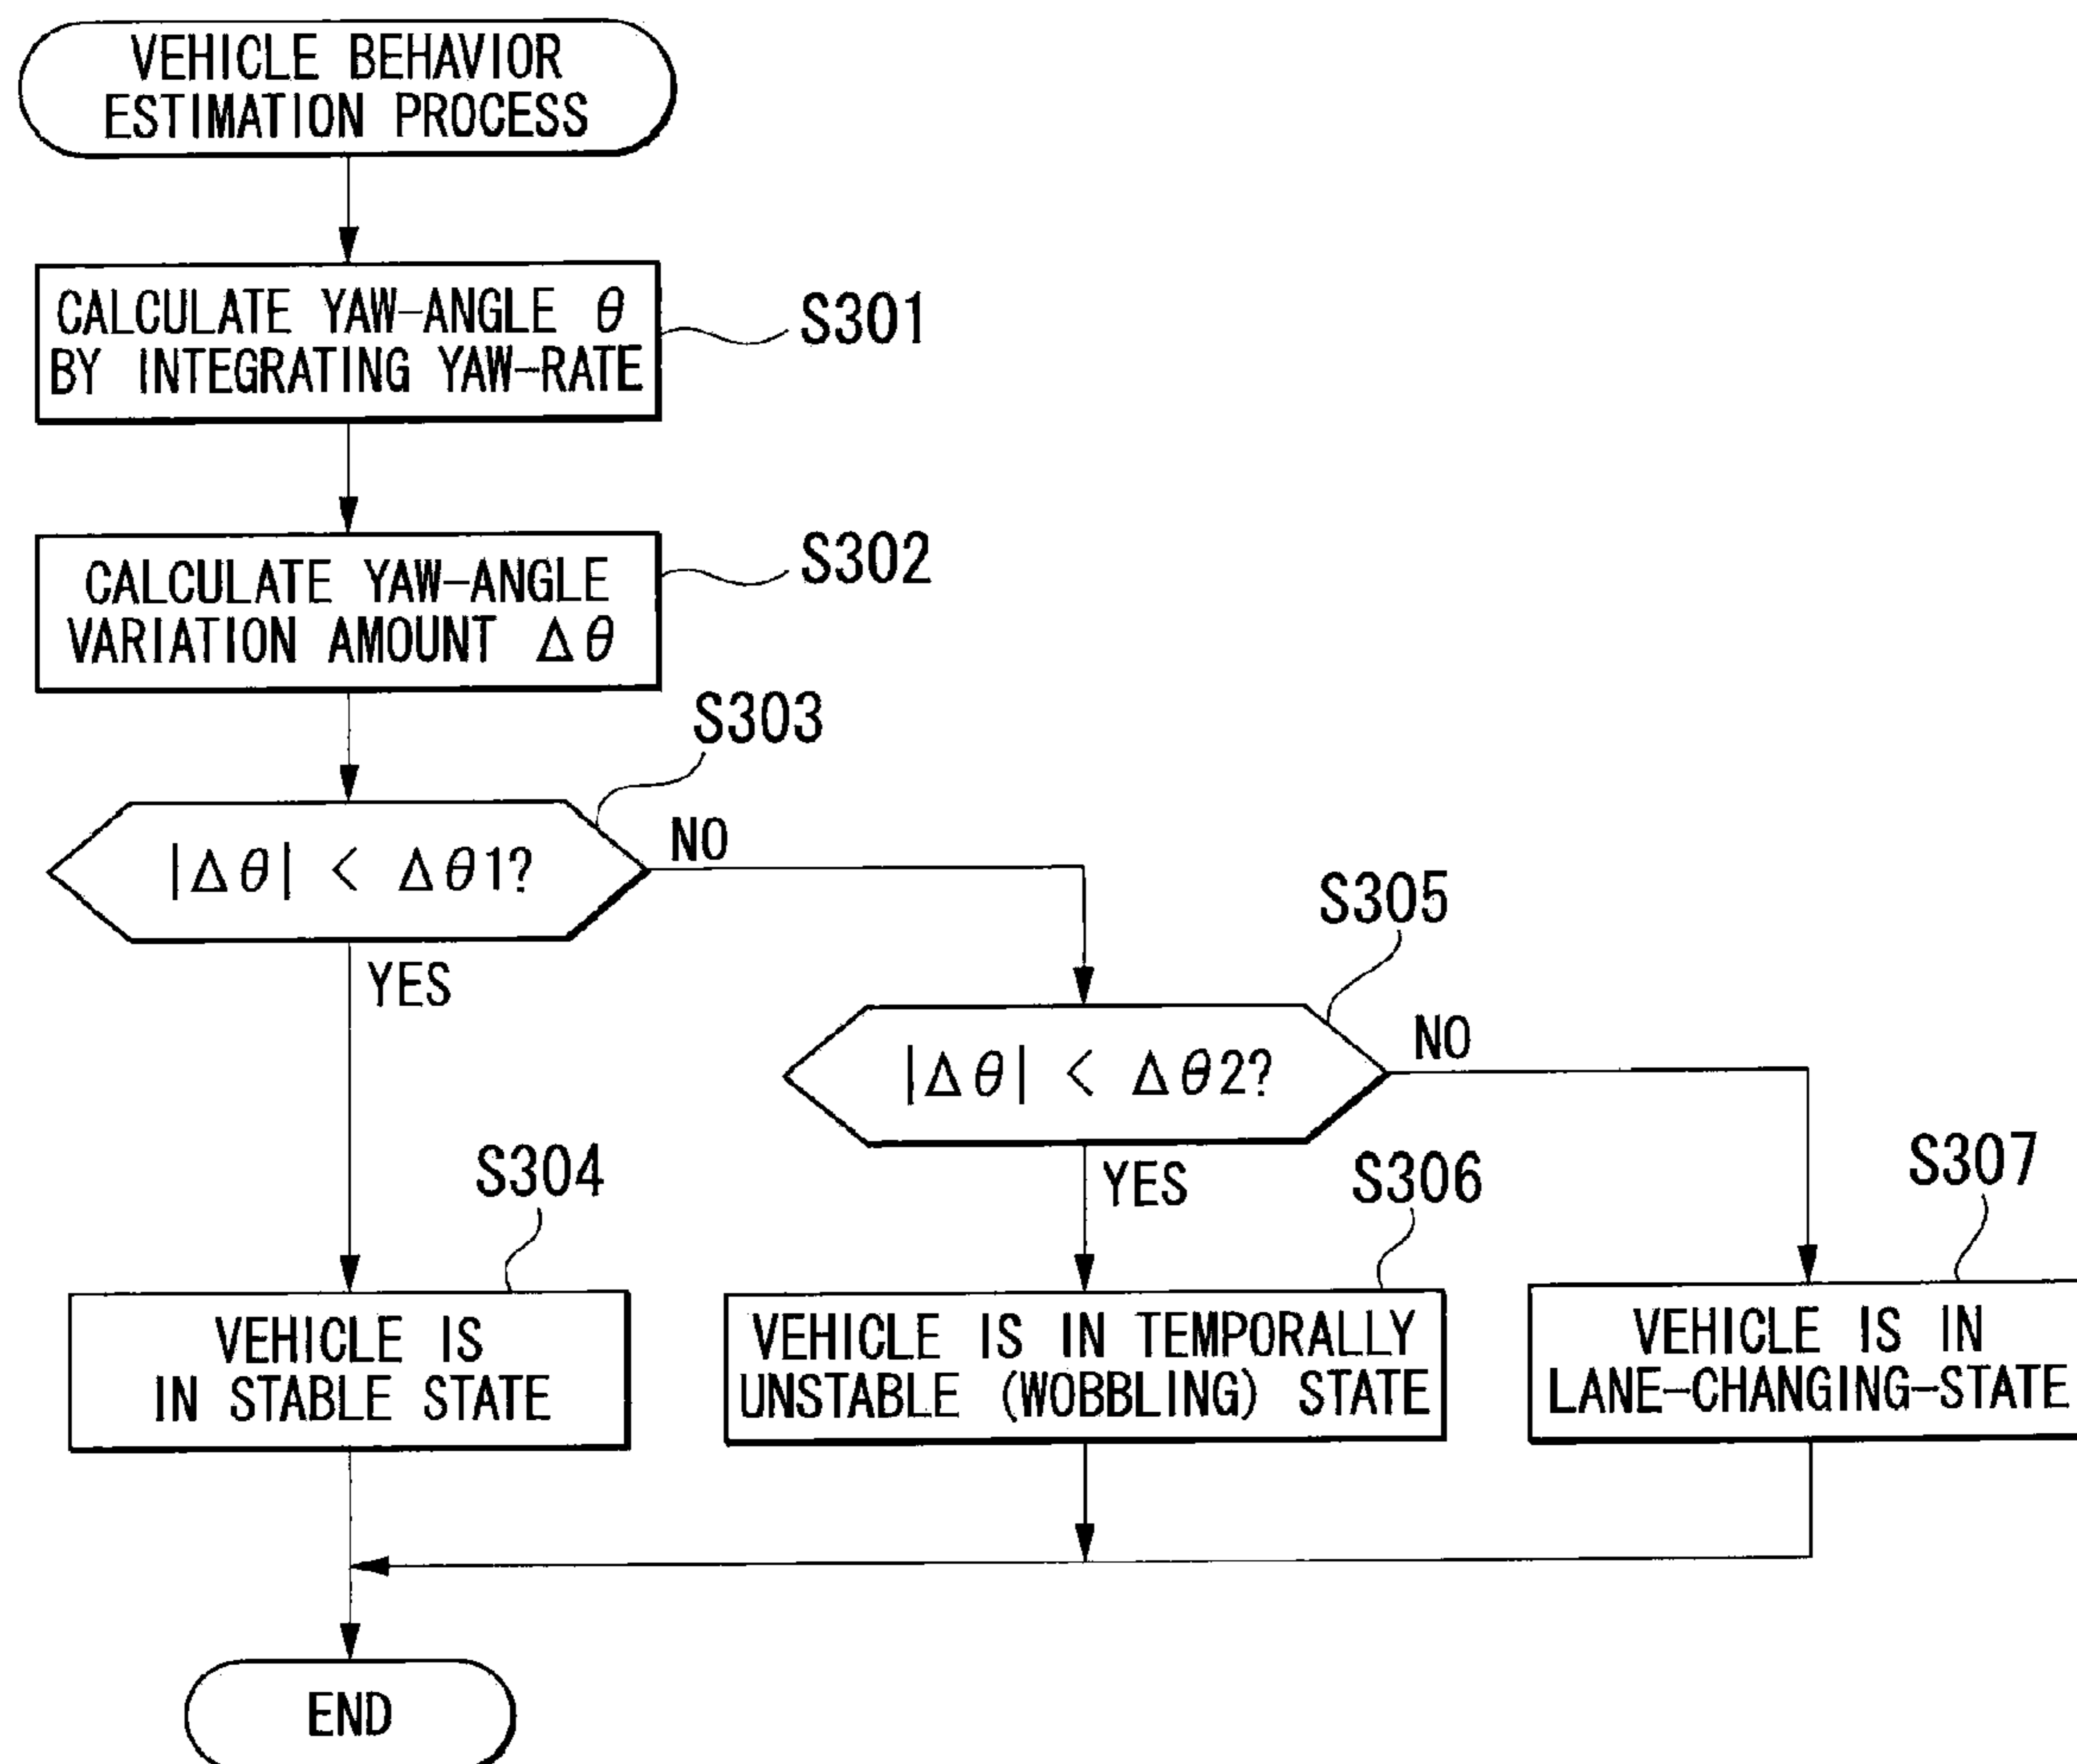 VEHICLE BEHAVIOR
ESTIMATION PROCESS
CALCULATE YAW-ANGLE θ
BY INTEGRATING YAW-RATE
S301
CALCULATE YAW-ANGLE
VARIATION AMOUNT Δθ
S302
S303
|Δθ| < Δθ1?
NO
YES
S305
|Δθ| < Δθ2?
NO
YES
S304
VEHICLE IS
IN STABLE STATE
S306
VEHICLE IS IN TEMPORALLY
UNSTABLE (WOBBLING) STATE
S307
VEHICLE IS IN
LANE-CHANGING-STATE
END